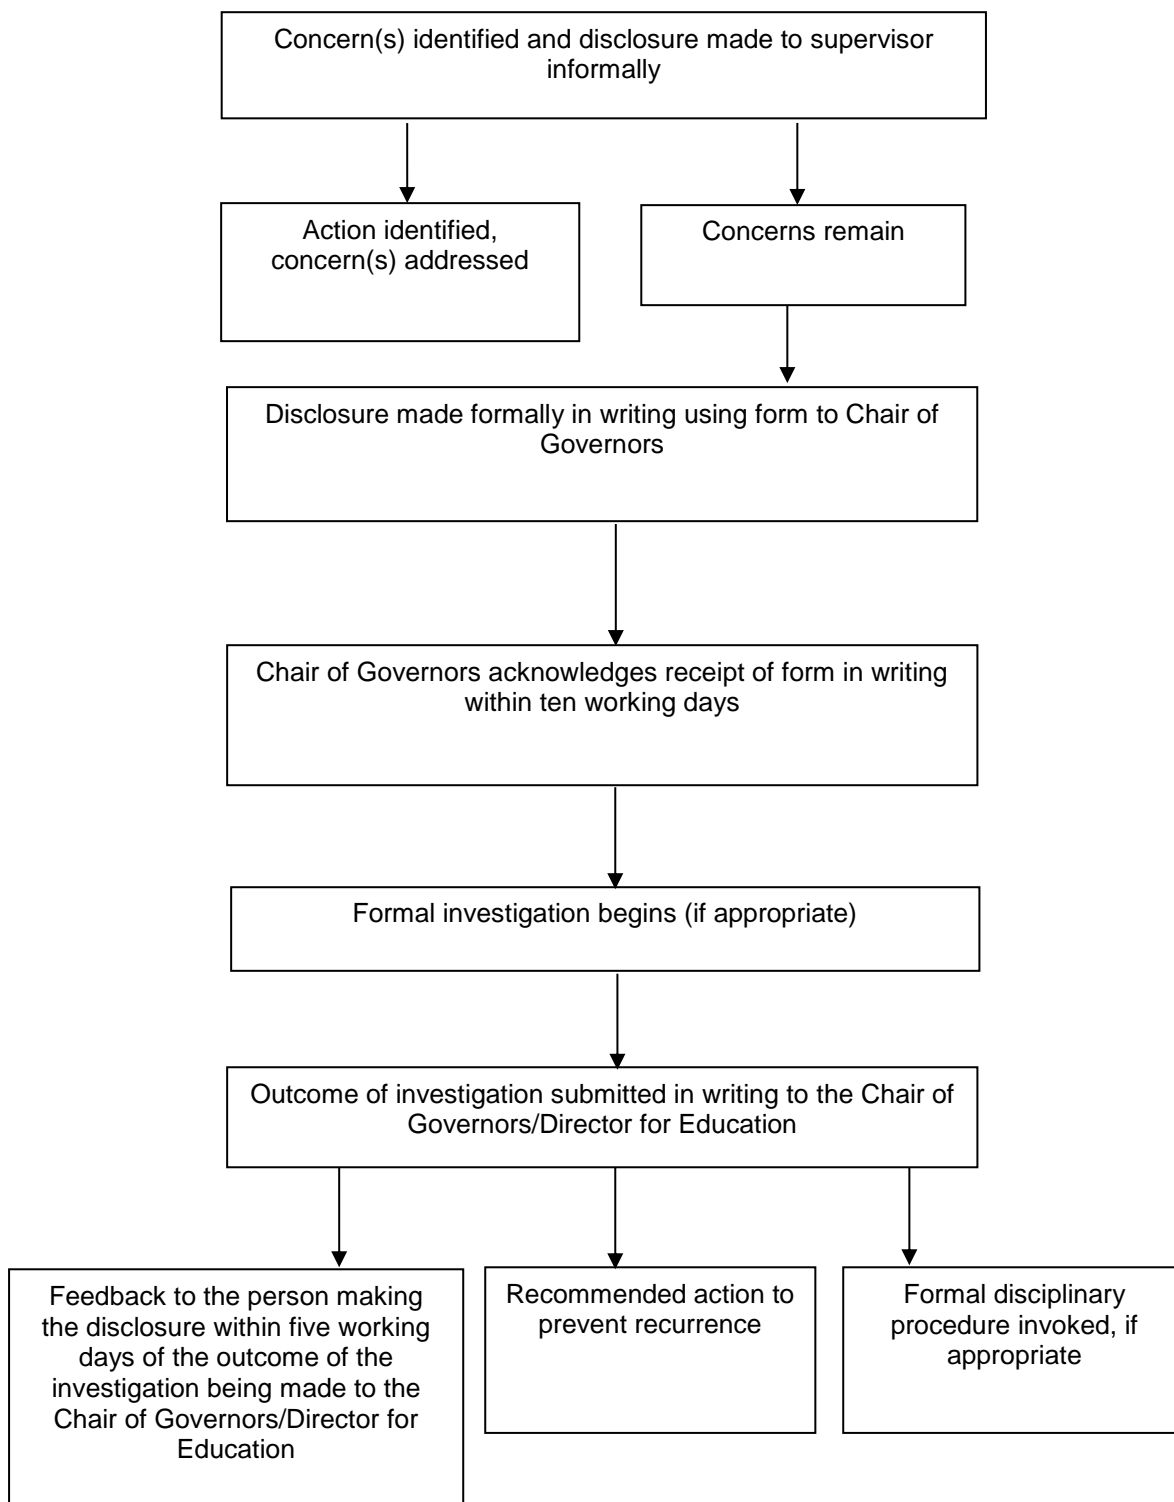 Concern(s) identified and disclosure made to supervisor
informally
Action identified,
concern(s) addressed
Concerns remain
Disclosure made formally in writing using form to Chair of
Governors
Chair of Governors acknowledges receipt of form in writing
within ten working days
Formal investigation begins (if appropriate)
Outcome of investigation submitted in writing to the Chair of
Governors/Director for Education
Feedback to the person making
the disclosure within five working
days of the outcome of the
investigation being made to the
Chair of Governors/Director for
Education
Recommended action to
prevent recurrence
Formal disciplinary
procedure invoked, if
appropriate